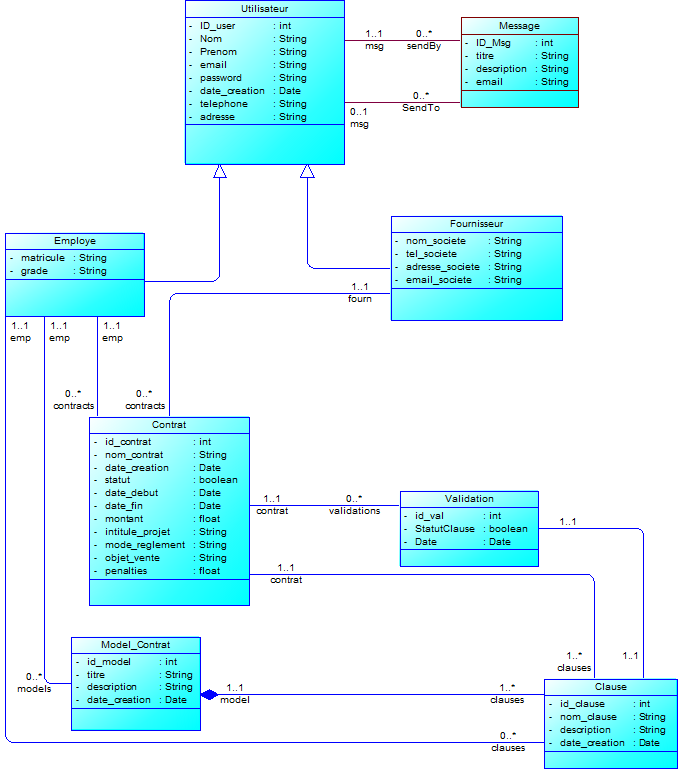 Utilisateur
- ID_user : int
- Nom : String
- Prenom : String
- email : String
- password : String
- date_creation : Date
- telephone : String
- adresse : String
1..1 0..*
msg sendBy
0..*
SendTo
0..1
msg
Message
- ID_Msg : int
- titre : String
- description : String
- email : String
Employe
- matricule : String
- grade : String
Fournisseur
- nom_societe : String
- tel_societe : String
- adresse_societe : String
- email_societe : String
1..1
fourn
1..1 1..1 1..1
emp emp emp
0..* 0..*
contracts contracts
Contrat
- id_contrat : int
- nom_contrat : String
- date_creation : Date
- statut : boolean
- date_debut : Date
- date_fin : Date
- montant : float
- intitule_projet : String
- mode_reglement : String
- objet_vente : String
- penalties : float
1..1 0..*
contrat validations
Validation
- id_val : int
- StatutClause : boolean
- Date : Date
1..1
1..1
contrat
1..* 1..1
clauses
Model_Contrat
- id_model : int
- titre : String
- description : String
- date_creation : Date
0..*
models
1..1 1..*
model clauses
0..*
clauses
Clause
- id_clause : int
- nom_clause : String
- description : String
- date_creation : Date